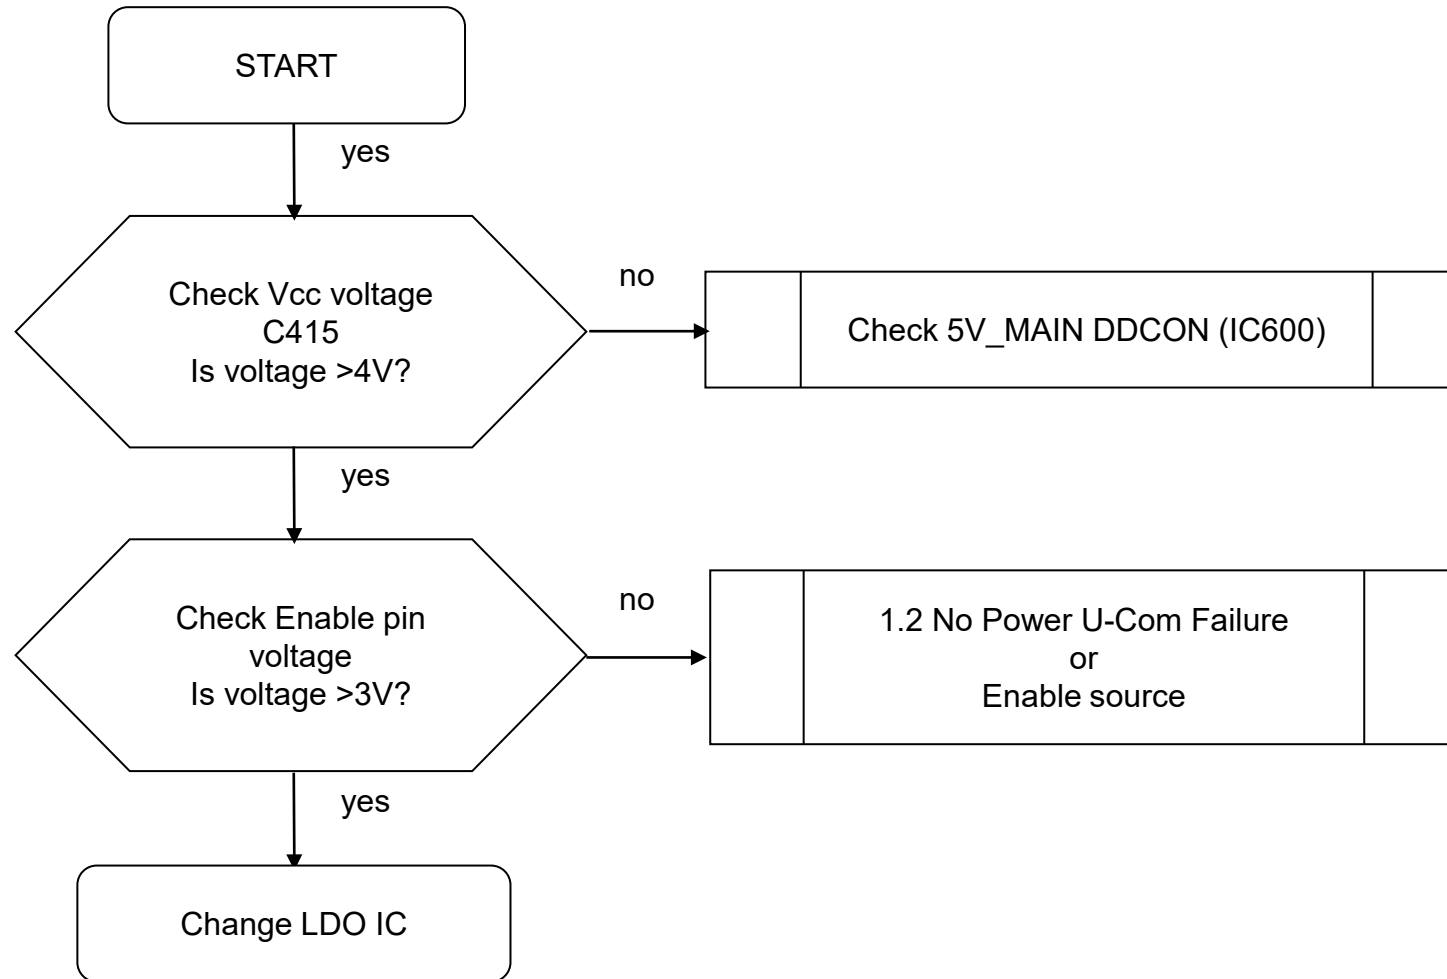 START
yes
Check Vcc voltage
C415
Is voltage >4V?
no
Check 5V_MAIN DDCON (IC600)
yes
Check Enable pin
voltage
Is voltage >3V?
no
1.2 No Power U-Com Failure
or
Enable source
yes
Change LDO IC